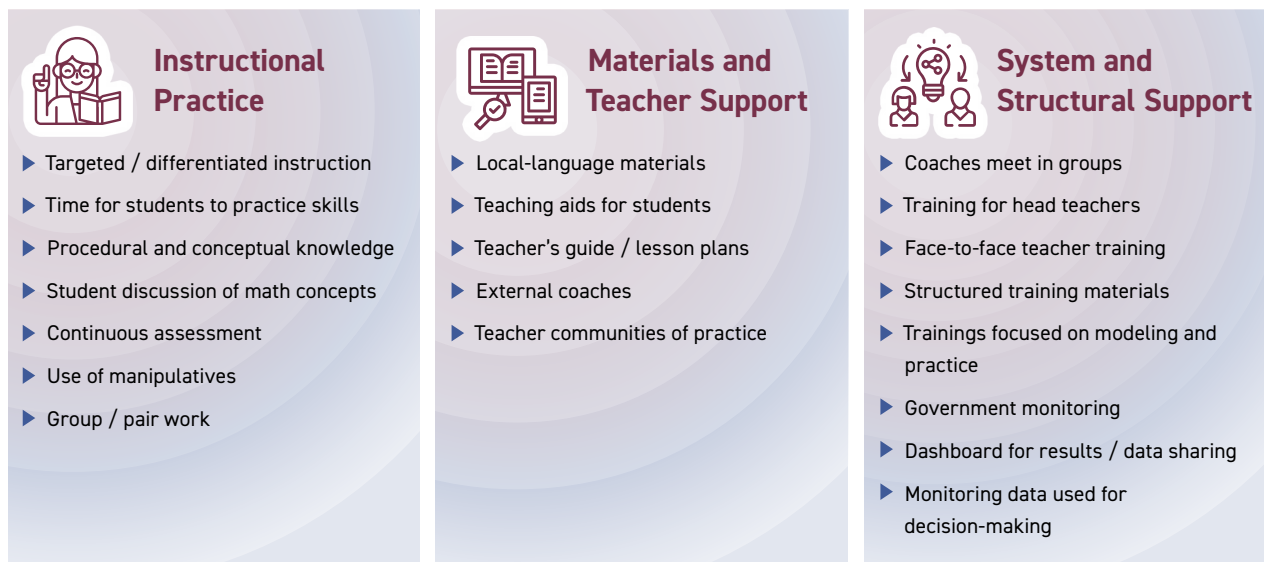 Instructional
Practice
Targeted / differentiated instruction
Time for students to practice skills
Procedural and conceptual knowledge
Student discussion of math concepts
Continuous assessment
Use of manipulatives
Group / pair work
Materials and
Teacher Support
Local-language materials
Teaching aids for students
Teacher’s guide / lesson plans
External coaches
Teacher communities of practice
System and
Structural Support
Coaches meet in groups
Training for head teachers
Face-to-face teacher training
Structured training materials
Trainings focused on modeling and
practice
Government monitoring
Dashboard for results / data sharing
Monitoring data used for
decision-making